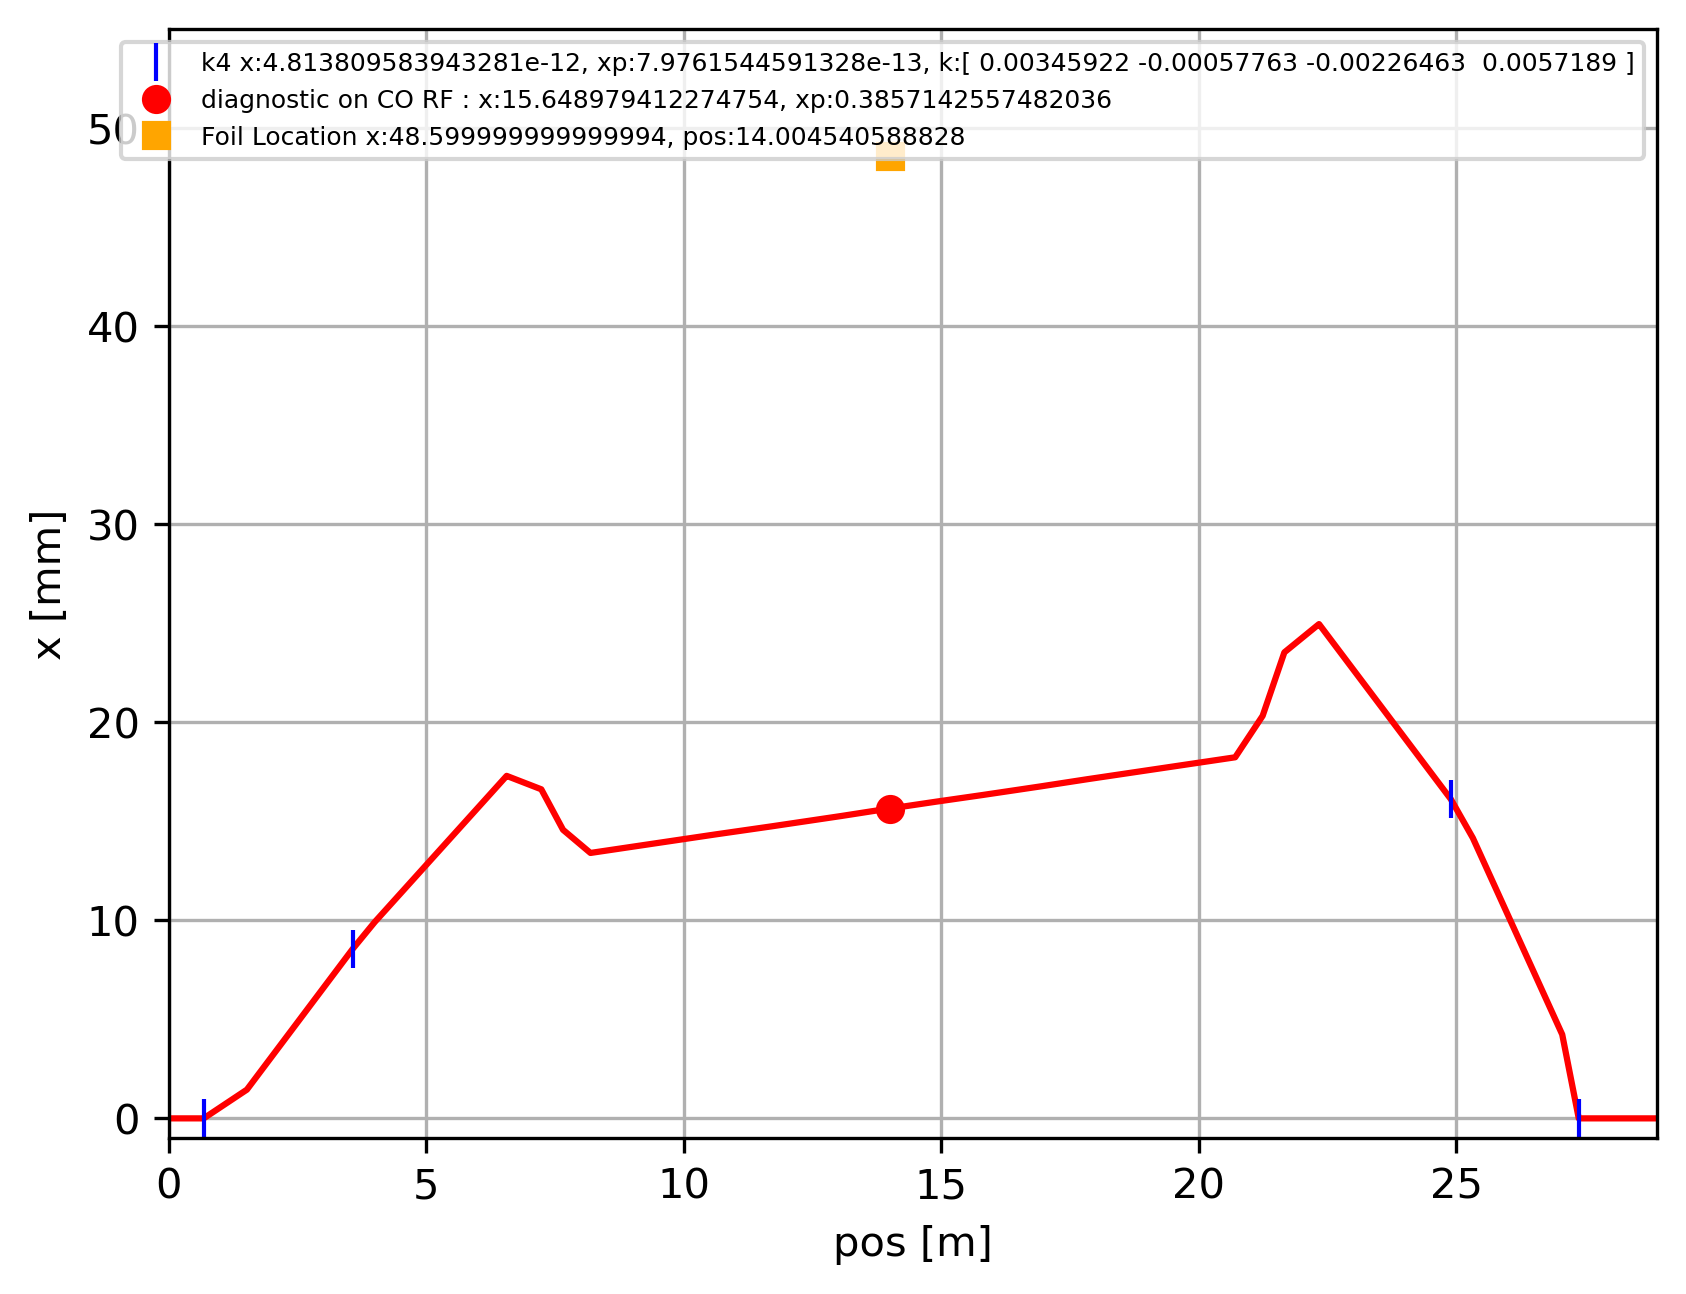 k4 x:4.813809583943281e-12, xp:7.9761544591328e-13, k:[ 0.00345922 -0.00057763 -0.00226463  0.0057189 ]
diagnostic on CO RF : x:15.648979412274754, xp:0.3857142557482036
Foil Location x:48.599999999999994, pos:14.004540588828
50
40
30
20
10
0
x [mm]
0 5 10 15 20 25
pos [m]